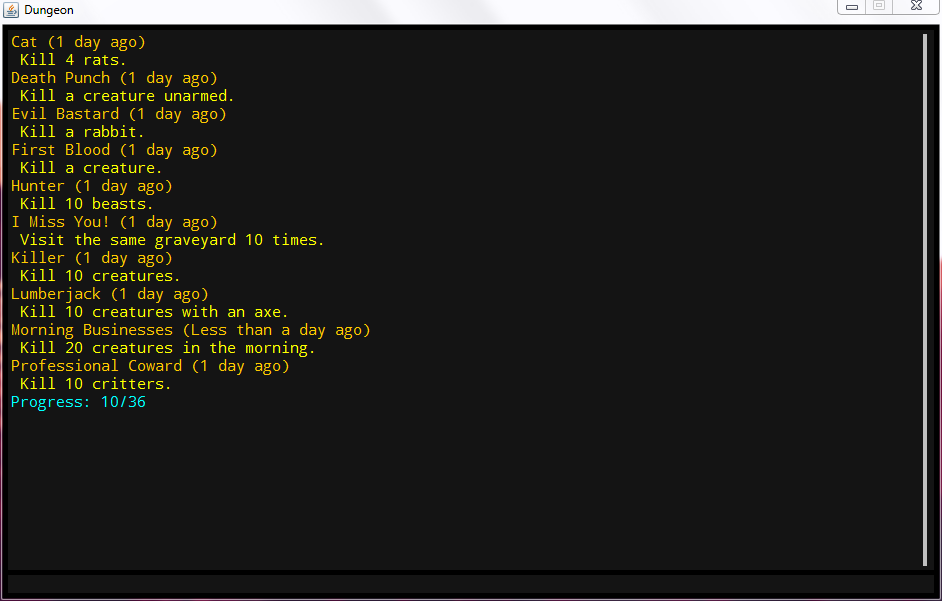 Dungeon
Cat (1 day ago)
Kill 4 rats.
Death Punch (1 day ago)
Kill a creature unarmed.
Evil Bastard (1 day ago)
Kill a rabbit.
First Blood (1 day ago)
Kill a creature.
Hunter (1 day ago)
Kill 10 beasts.
I Miss You! (1 day ago)
Visit the same graveyard 10 times.
Killer (1 day ago)
Kill 10 creatures.
Lumberjack (1 day ago)
Kill 10 creatures with an axe.
Morning Businesses (Less than a day ago)
Kill 20 creatures in the morning.
Professional Coward (1 day ago)
Kill 10 critters.
Progress: 10/36